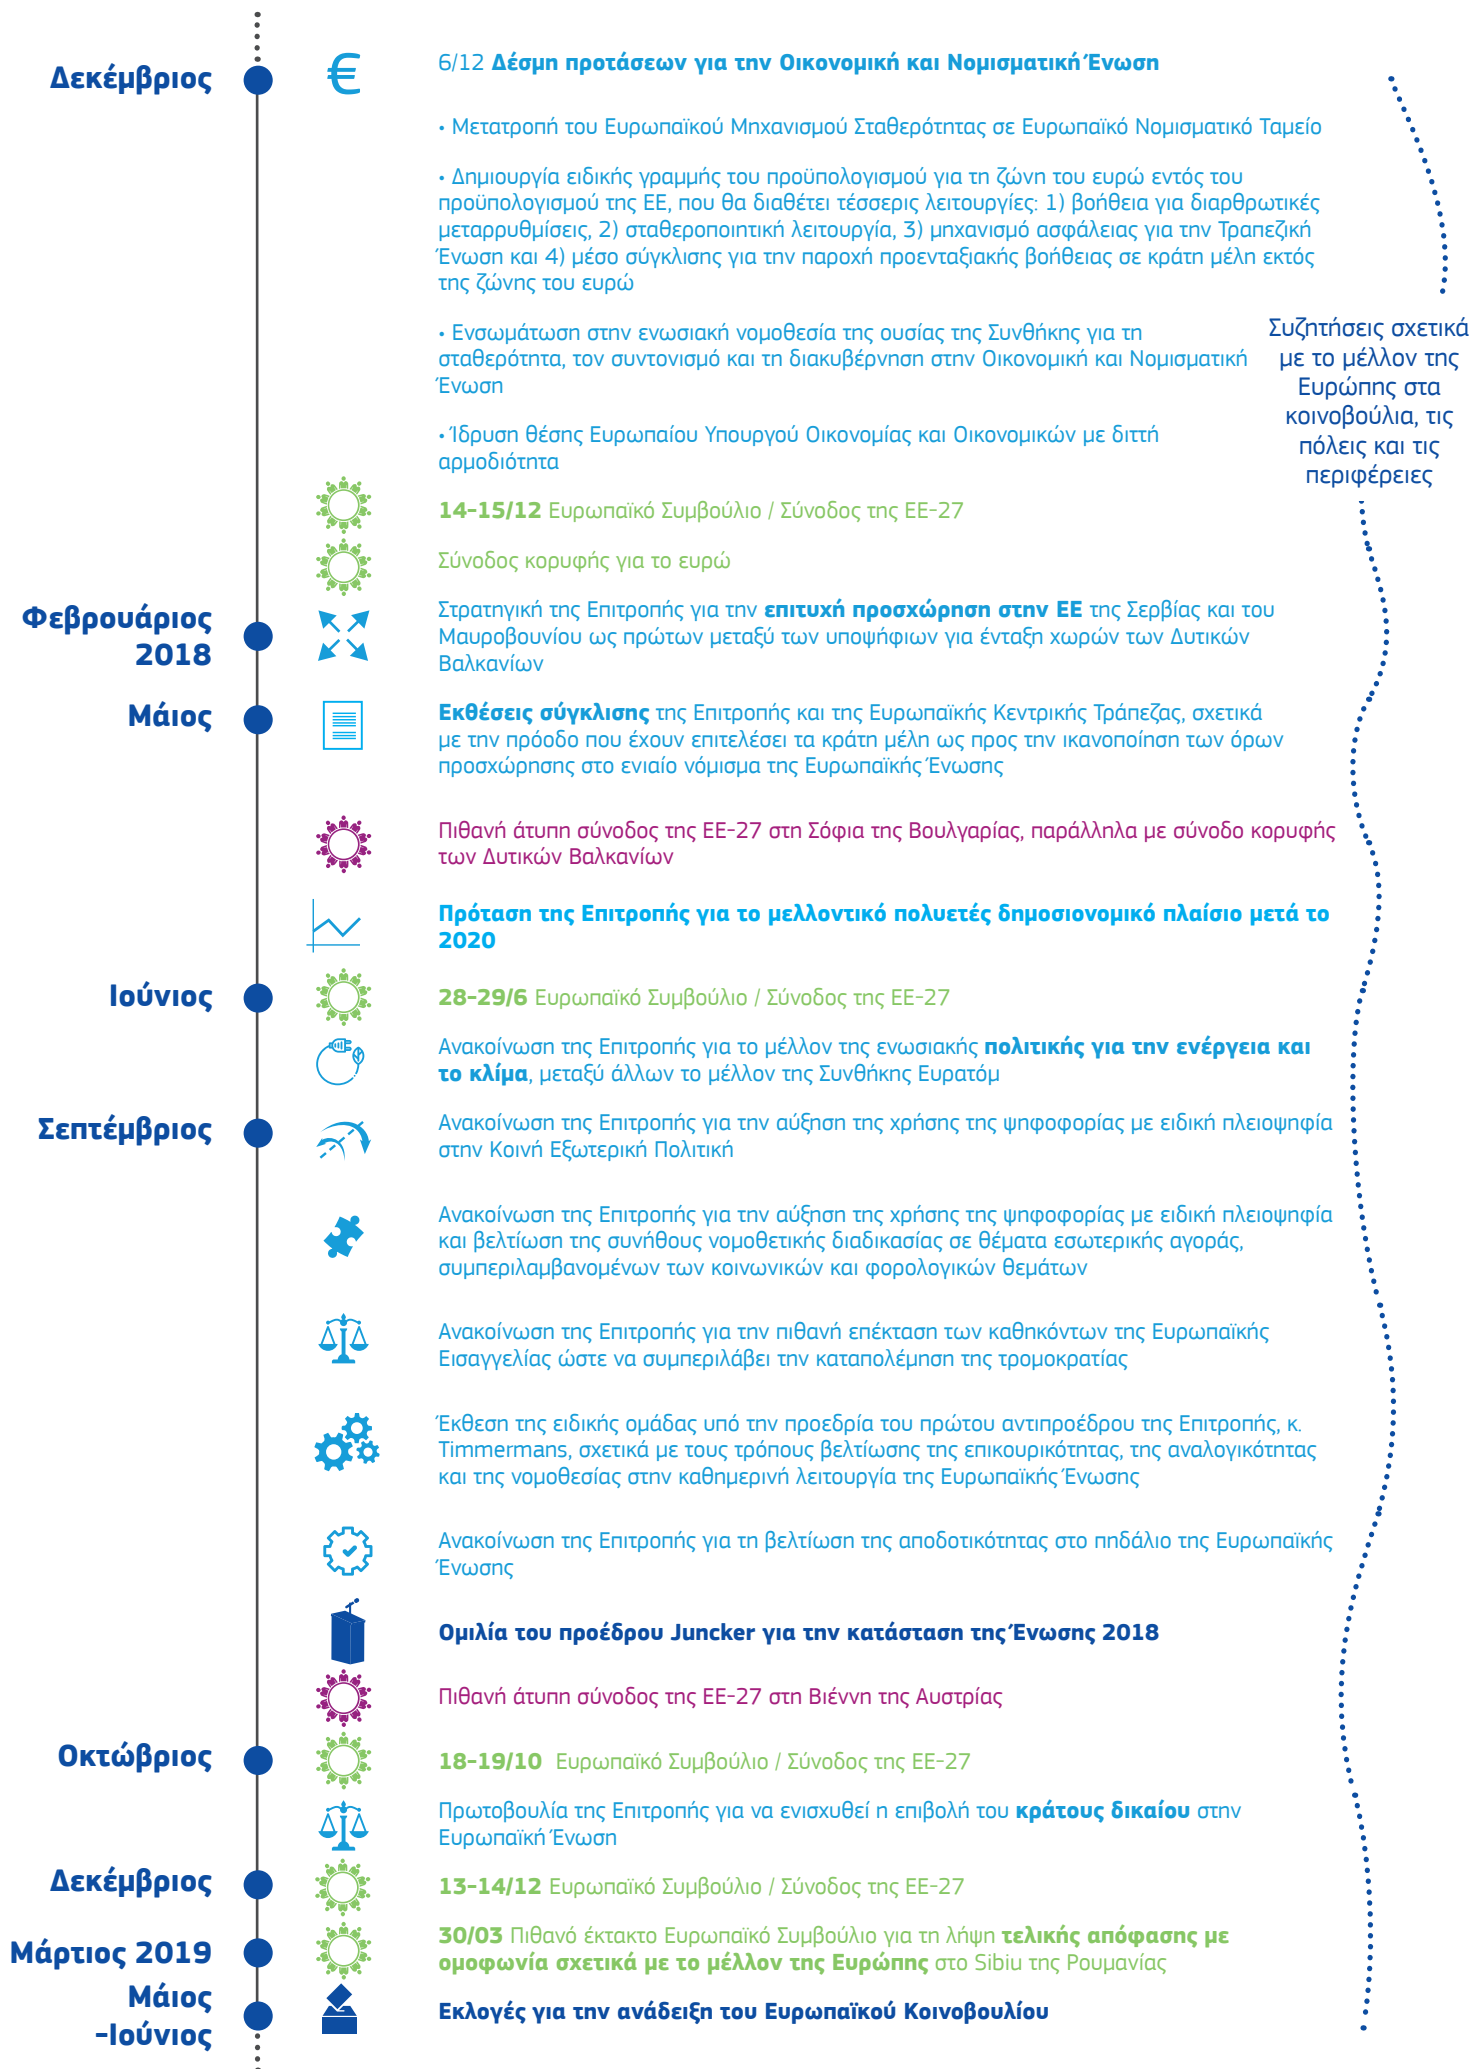 Δεκέμβριος
6/12 Δέσμη προτάσεων για την Οικονομική και Νομισματική Ένωση
• Μετατροπή του Ευρωπαϊκού Μηχανισμού Σταθερότητας σε Ευρωπαϊκό Νομισματικό Ταμείο
• Δημιουργία ειδικής γραμμής του προϋπολογισμού για τη ζώνη του ευρώ εντός του
προϋπολογισμού της ΕΕ, που θα διαθέτει τέσσερις λειτουργίες: 1) βοήθεια για διαρθρωτικές
μεταρρυθμίσεις, 2) σταθεροποιητική λειτουργία, 3) μηχανισμό ασφάλειας για την Τραπεζική
Ένωση και 4) μέσο σύγκλισης για την παροχή προενταξιακής βοήθειας σε κράτη μέλη εκτός
της ζώνης του ευρώ
• Ενσωμάτωση στην ενωσιακή νομοθεσία της ουσίας της Συνθήκης για τη
σταθερότητα, τον συντονισμό και τη διακυβέρνηση στην Οικονομική και Νομισματική
Ένωση
• Ίδρυση θέσης Ευρωπαίου Υπουργού Οικονομίας και Οικονομικών με διττή
αρμοδιότητα
Συζητήσεις σχετικά
με το μέλλον της
Ευρώπης στα
κοινοβούλια, τις
πόλεις και τις
περιφέρειες
14-15/12 Ευρωπαϊκό Συμβούλιο / Σύνοδος της ΕΕ-27
Σύνοδος κορυφής για το ευρώ
Φεβρουάριος
2018
Στρατηγική της Επιτροπής για την επιτυχή προσχώρηση στην ΕΕ της Σερβίας και του
Μαυροβουνίου ως πρώτων μεταξύ των υποψήφιων για ένταξη χωρών των Δυτικών
Βαλκανίων
Μάιος
Εκθέσεις σύγκλισης της Επιτροπής και της Ευρωπαϊκής Κεντρικής Τράπεζας, σχετικά
με την πρόοδο που έχουν επιτελέσει τα κράτη μέλη ως προς την ικανοποίηση των όρων
προσχώρησης στο ενιαίο νόμισμα της Ευρωπαϊκής Ένωσης
Πιθανή άτυπη σύνοδος της ΕΕ-27 στη Σόφια της Βουλγαρίας, παράλληλα με σύνοδο κορυφής
των Δυτικών Βαλκανίων
Πρόταση της Επιτροπής για το μελλοντικό πολυετές δημοσιονομικό πλαίσιο μετά το
2020
Ιούνιος
28-29/6 Ευρωπαϊκό Συμβούλιο / Σύνοδος της ΕΕ-27
Ανακοίνωση της Επιτροπής για το μέλλον της ενωσιακής πολιτικής για την ενέργεια και
το κλίμα, μεταξύ άλλων το μέλλον της Συνθήκης Ευρατόμ
Σεπτέμβριος
Ανακοίνωση της Επιτροπής για την αύξηση της χρήσης της ψηφοφορίας με ειδική πλειοψηφία
στην Κοινή Εξωτερική Πολιτική
Ανακοίνωση της Επιτροπής για την αύξηση της χρήσης της ψηφοφορίας με ειδική πλειοψηφία
και βελτίωση της συνήθους νομοθετικής διαδικασίας σε θέματα εσωτερικής αγοράς,
συμπεριλαμβανομένων των κοινωνικών και φορολογικών θεμάτων
Ανακοίνωση της Επιτροπής για την πιθανή επέκταση των καθηκόντων της Ευρωπαϊκής
Εισαγγελίας ώστε να συμπεριλάβει την καταπολέμηση της τρομοκρατίας
Έκθεση της ειδικής ομάδας υπό την προεδρία του πρώτου αντιπροέδρου της Επιτροπής, κ.
Timmermans, σχετικά με τους τρόπους βελτίωσης της επικουρικότητας, της αναλογικότητας
και της νομοθεσίας στην καθημερινή λειτουργία της Ευρωπαϊκής Ένωσης
Ανακοίνωση της Επιτροπής για τη βελτίωση της αποδοτικότητας στο πηδάλιο της Ευρωπαϊκής
Ένωσης
Ομιλία του προέδρου Juncker για την κατάσταση της Ένωσης 2018
Πιθανή άτυπη σύνοδος της ΕΕ-27 στη Βιέννη της Αυστρίας
Οκτώβριος
18-19/10 Ευρωπαϊκό Συμβούλιο / Σύνοδος της ΕΕ-27
Πρωτοβουλία της Επιτροπής για να ενισχυθεί η επιβολή του κράτους δικαίου στην
Ευρωπαϊκή Ένωση
Δεκέμβριος
13-14/12 Ευρωπαϊκό Συμβούλιο / Σύνοδος της ΕΕ-27
Μάρτιος 2019
30/03 Πιθανό έκτακτο Ευρωπαϊκό Συμβούλιο για τη λήψη τελικής απόφασης με
ομοφωνία σχετικά με το μέλλον της Ευρώπης στο Sibiu της Ρουμανίας
Μάιος
-Ιούνιος
Εκλογές για την ανάδειξη του Ευρωπαϊκού Κοινοβουλίου